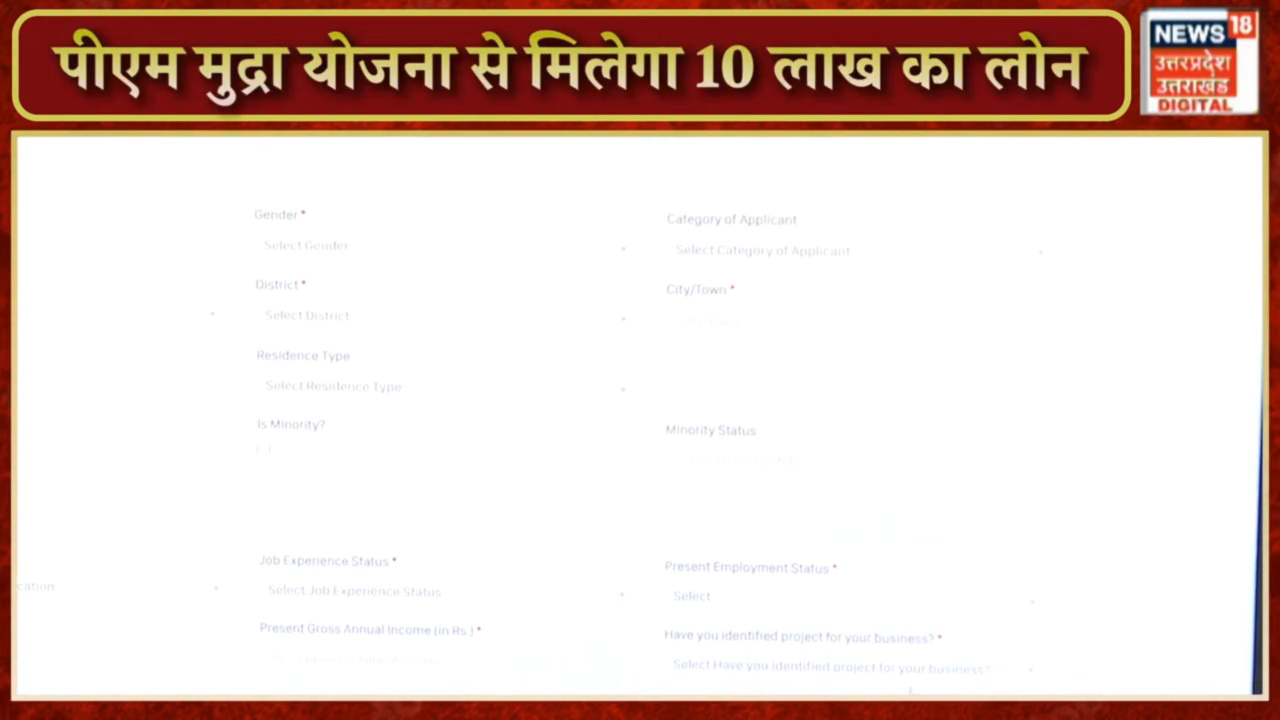 पीएम मुद्रा योजना से मिलेगा 10 लाख का लोन
NEWS 18
उत्तरप्रदेश
उत्तराखंड
DIGITAL
Gender *
Category of Applicant
Select Gender
Select Category of Applicant
District *
City/Town *
Select District
Residence Type
Select Residence Type
Is Minority?
Minority Status
Job Experience Status *
Present Employment Status *
cation
Select Job Experience Status
Select
Present Gross Annual Income (in Rs.) *
Have you identified project for your business? *
Select Have you identified project for your business?